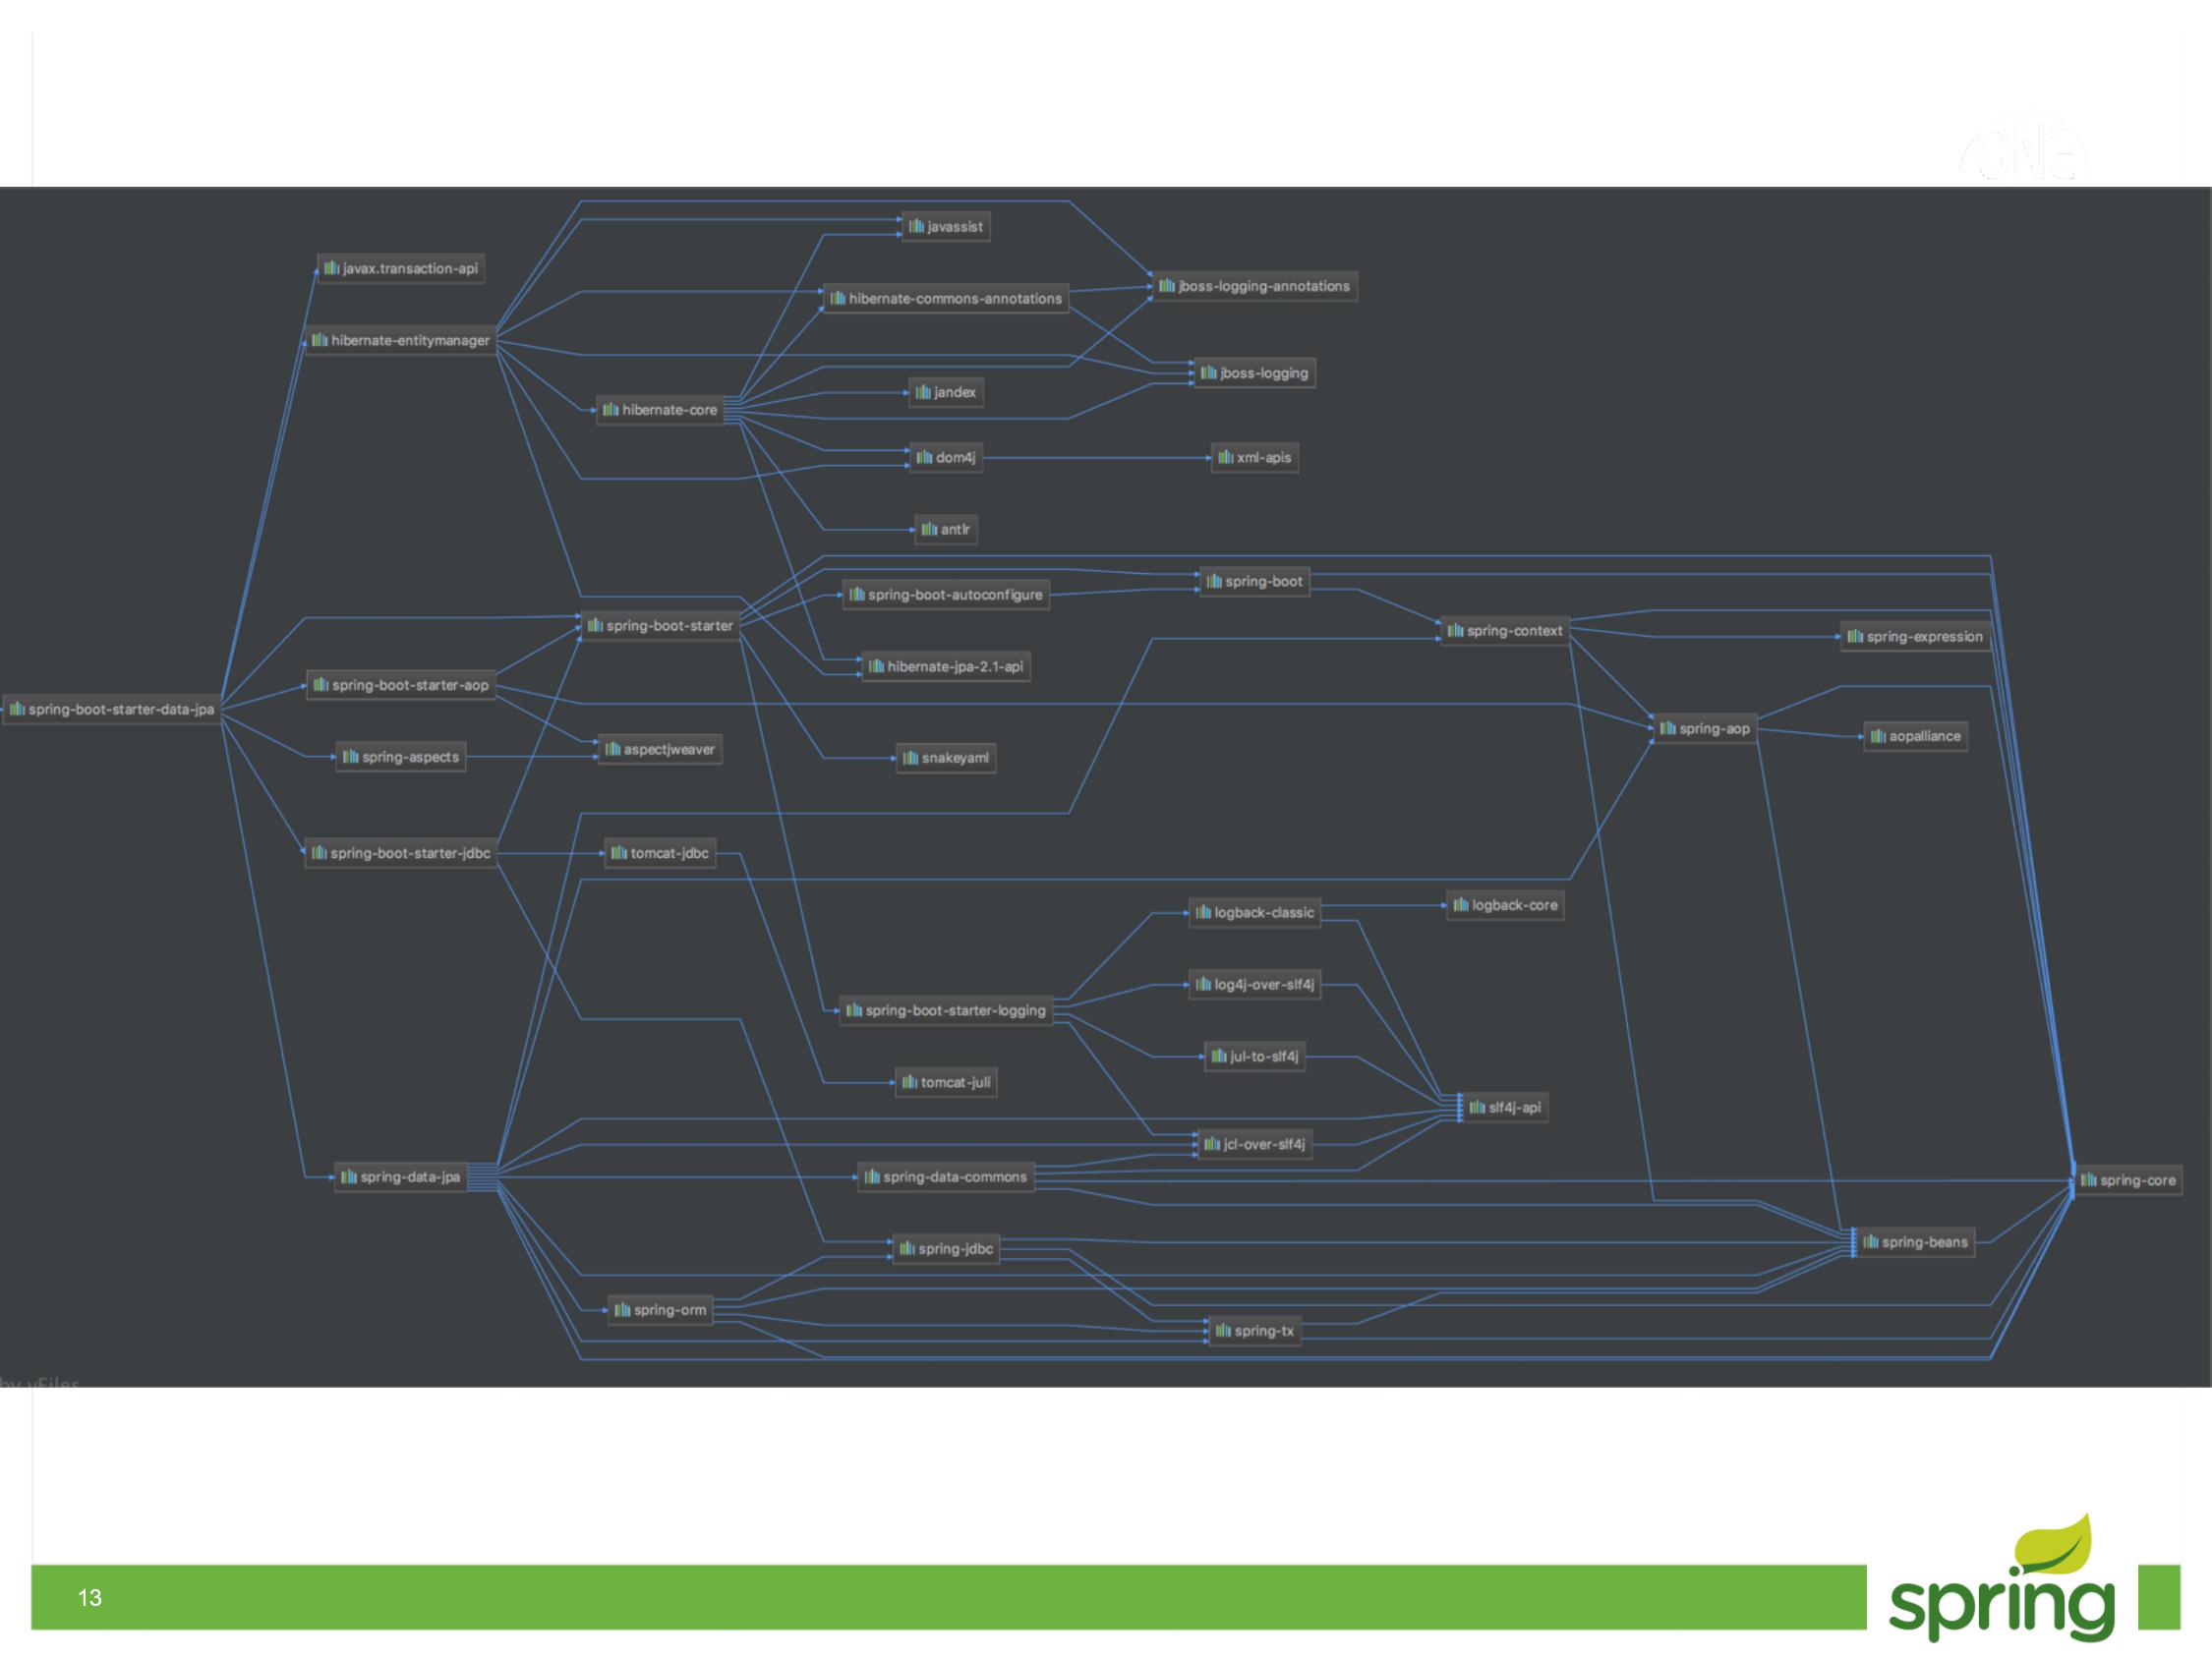 ONE
javassist
javax.transaction-api
jboss-logging-annotations
hibernate-commons-annotations
hibernate-entitymanager
jboss-logging
jandex
hibernate-core
dom4j
xml-apis
antlr
spring-boot
spring-boot-autoconfigure
spring-boot-starter
spring-context
spring-expression
hibernate-jpa-2.1-api
spring-boot-starter-aop
spring-boot-starter-data-jpa
spring-aop
aopalliance
aspectjweaver
spring-aspects
snakeyaml
spring-boot-starter-jdbc
tomcat-jdbc
logback-classic
logback-core
log4j-over-slf4j
spring-boot-starter-logging
jul-to-slf4j
tomcat-juli
slf4j-api
jcl-over-slf4j
spring-data-jpa
spring-data-commons
spring-core
spring-jdbc
spring-beans
spring-orm
spring-tx
by yFiles
13
spring